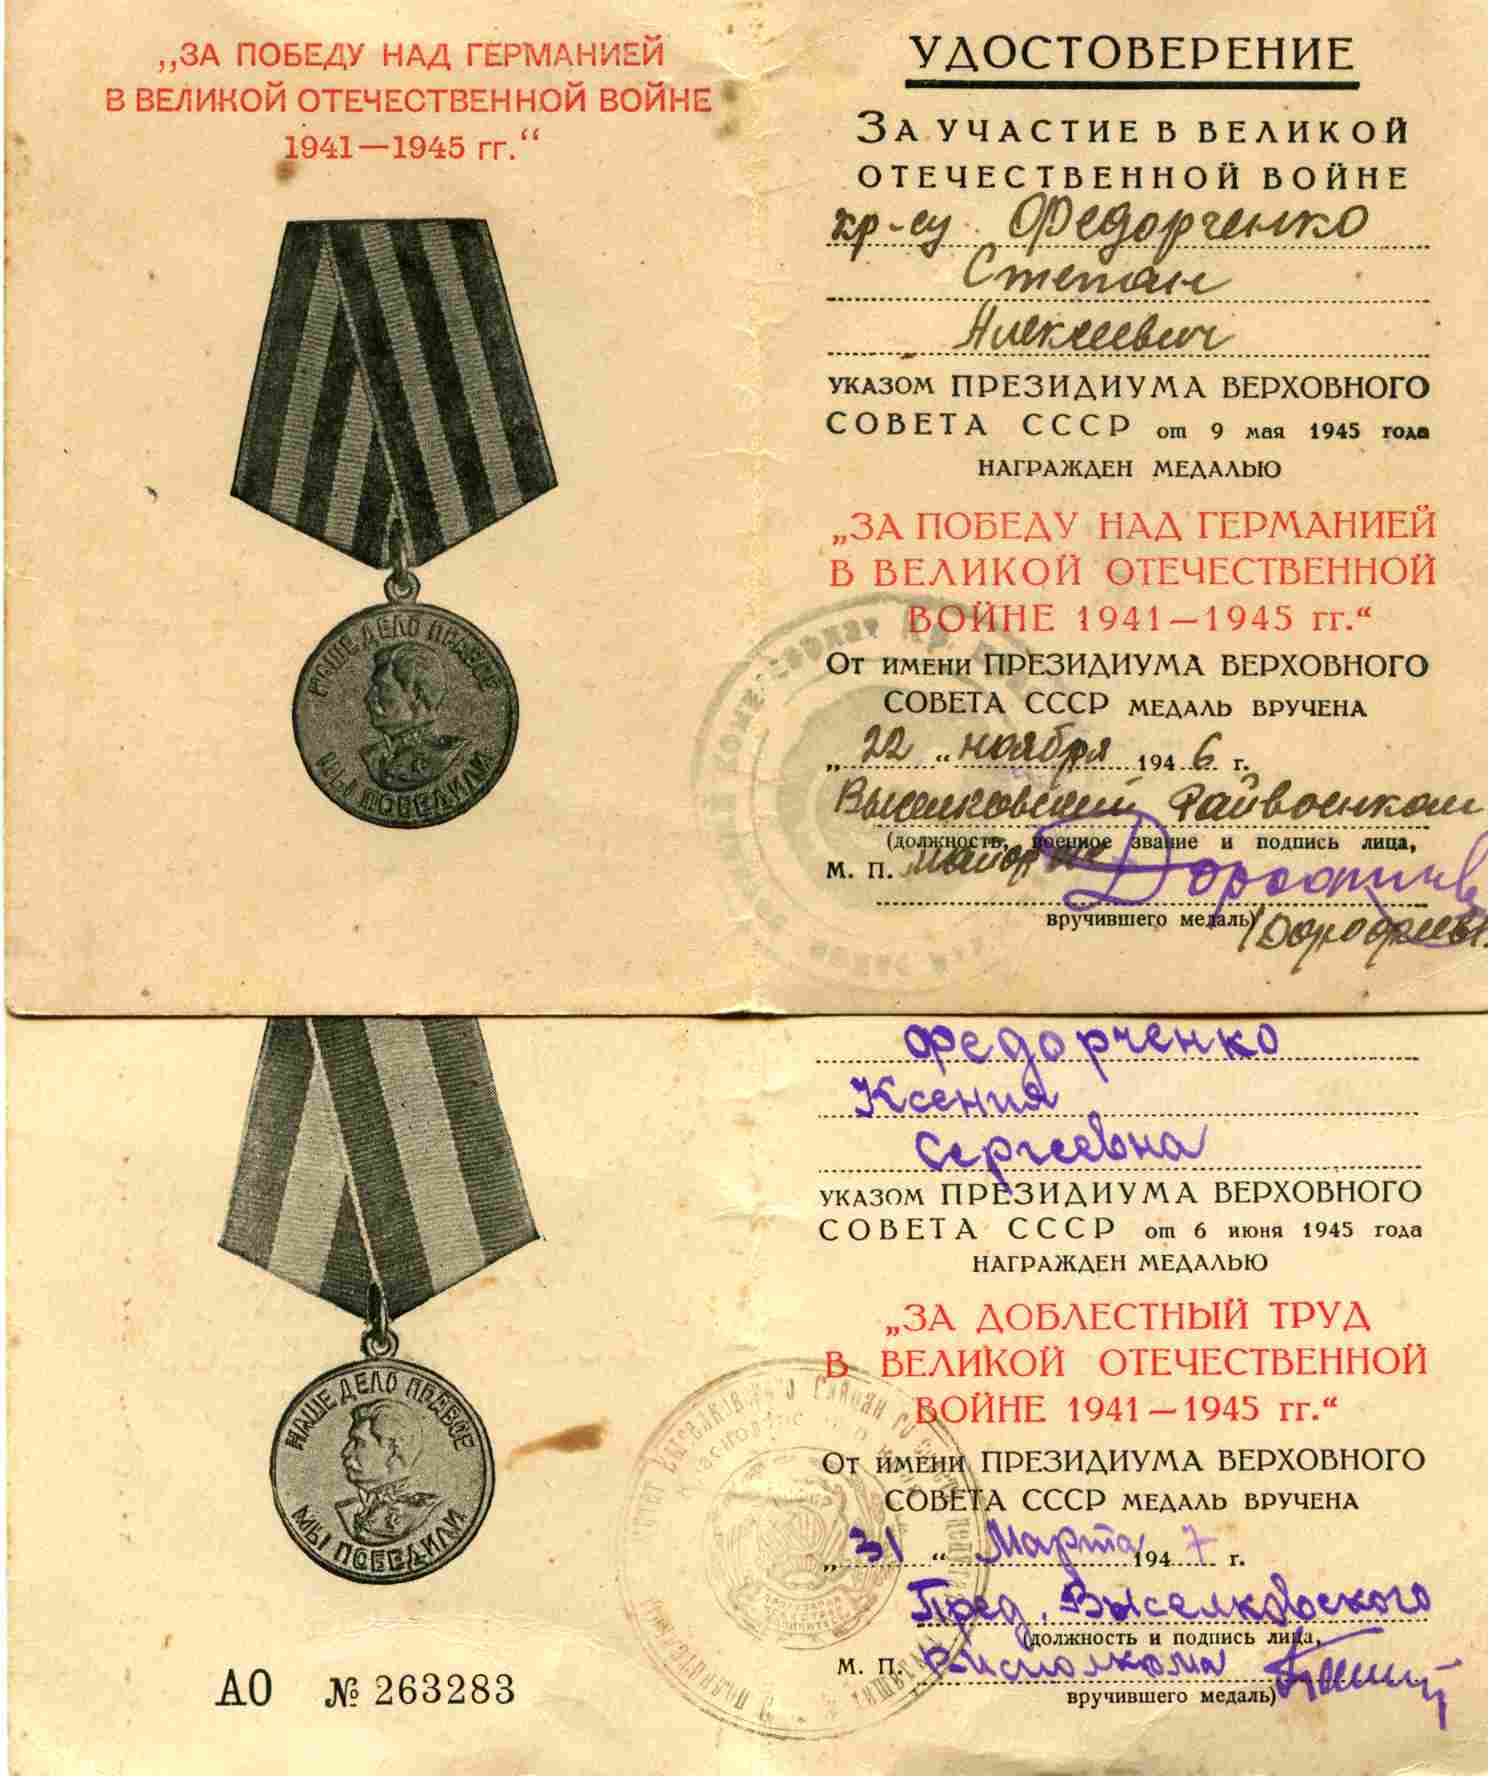 „ЗА ПОБЕДУ НАД ГЕРМАНИЕЙ
В ВЕЛИКОЙ ОТЕЧЕСТВЕННОЙ ВОЙНЕ
1941—1945 гг.“
НАШЕ ДЕЛО ПРАВОЕ
МЫ ПОБЕДИЛИ
УДОСТОВЕРЕНИЕ
ЗА УЧАСТИЕ В ВЕЛИКОЙ
ОТЕЧЕСТВЕННОЙ ВОЙНЕ
кр-су Федорченко
Степан
Алексеевич
УКАЗОМ ПРЕЗИДИУМА ВЕРХОВНОГО
СОВЕТА СССР от 9 мая 1945 года
НАГРАЖДЕН МЕДАЛЬЮ
„ЗА ПОБЕДУ НАД ГЕРМАНИЕЙ
В ВЕЛИКОЙ ОТЕЧЕСТВЕННОЙ
ВОЙНЕ 1941—1945 гг.“
От имени ПРЕЗИДИУМА ВЕРХОВНОГО
СОВЕТА СССР МЕДАЛЬ ВРУЧЕНА
„22“ ноября 1946 г.
Выселковский Райвоенком
(должность, военное звание и подпись лица,
М. П. майор
вручившего медаль)
НАШЕ ДЕЛО ПРАВОЕ
МЫ ПОБЕДИЛИ
АО № 263283
Федорченко
Ксения
Сергеевна
УКАЗОМ ПРЕЗИДИУМА ВЕРХОВНОГО
СОВЕТА СССР от 6 июня 1945 года
НАГРАЖДЕН МЕДАЛЬЮ
„ЗА ДОБЛЕСТНЫЙ ТРУД
В ВЕЛИКОЙ ОТЕЧЕСТВЕННОЙ
ВОЙНЕ 1941—1945 гг.“
От имени ПРЕЗИДИУМА ВЕРХОВНОГО
СОВЕТА СССР МЕДАЛЬ ВРУЧЕНА
„31“ Марта 1947 г.
Пред. Выселковского
(должность и подпись лица,
М. П. Рисполкома
вручившего медаль)